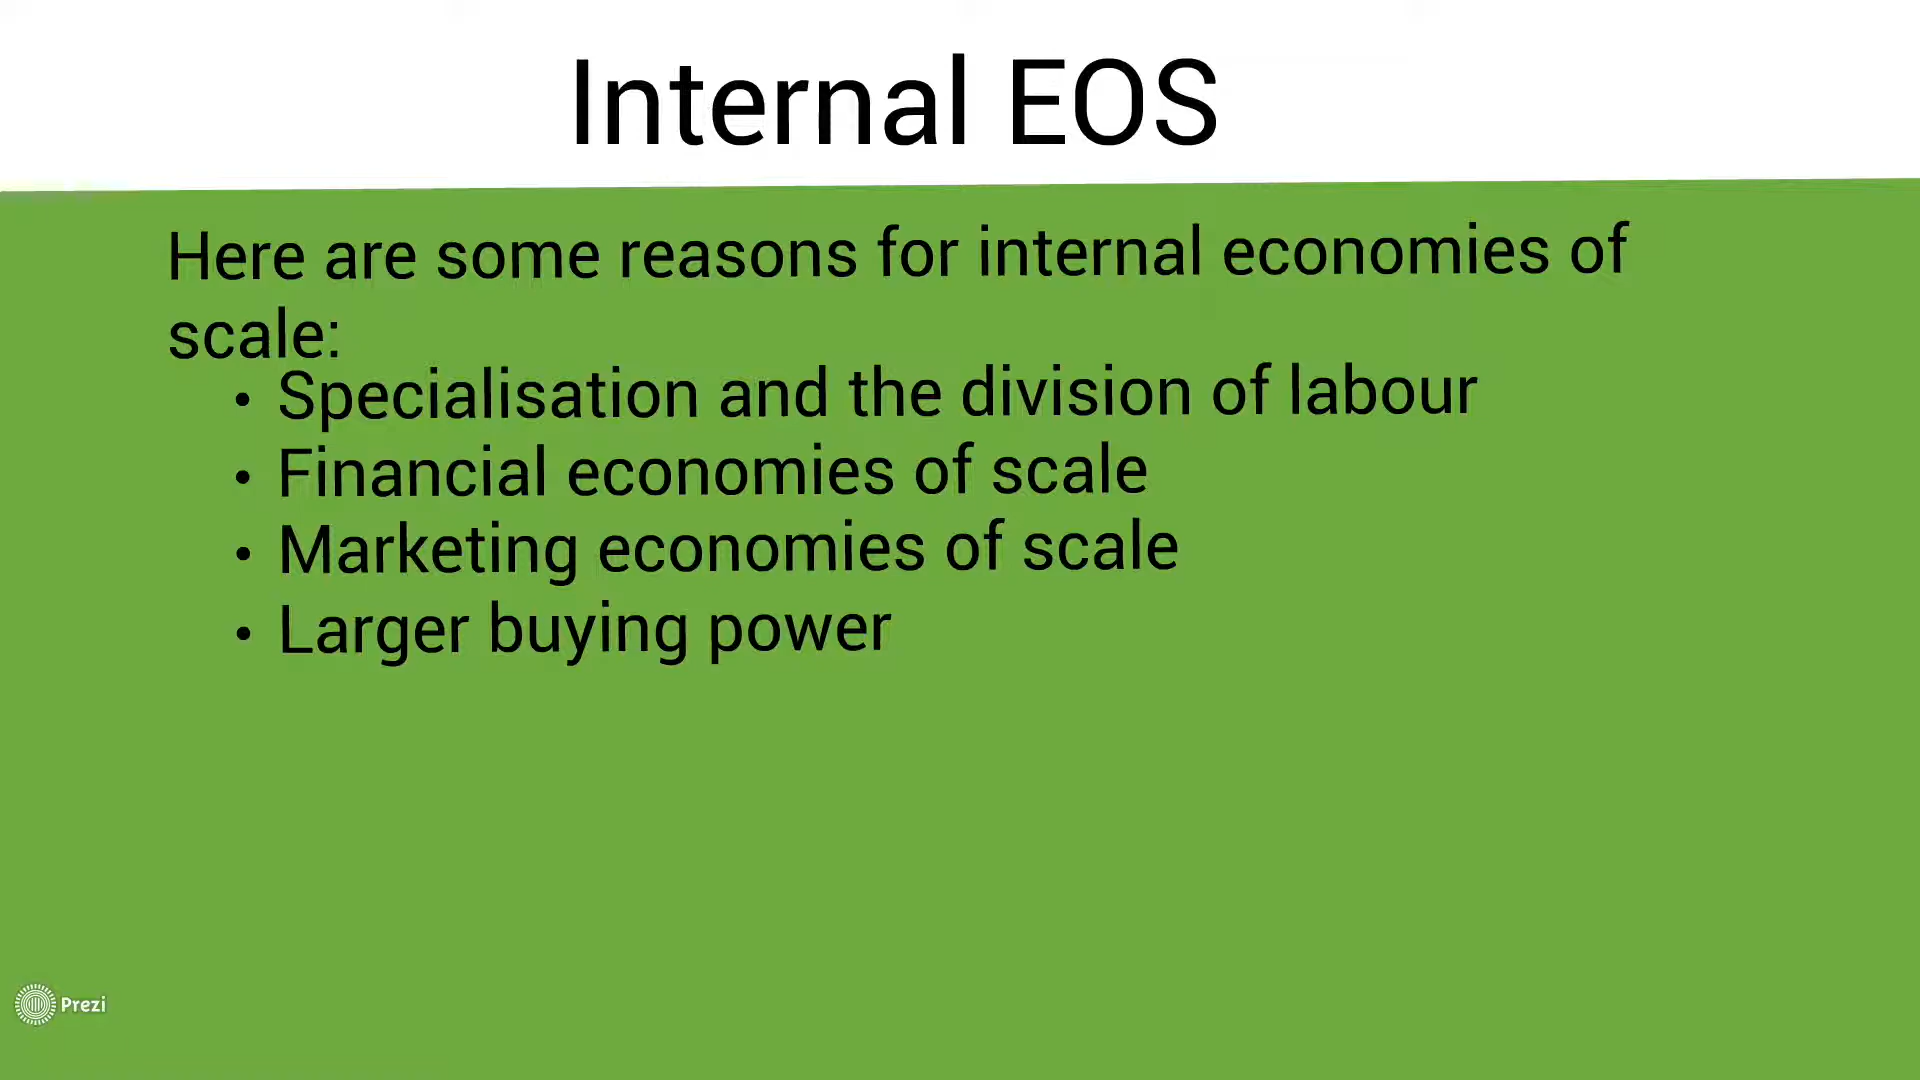 Internal EOS
Here are some reasons for internal economies of
scale:
• Specialisation and the division of labour
• Financial economies of scale
• Marketing economies of scale
• Larger buying power
Prezi